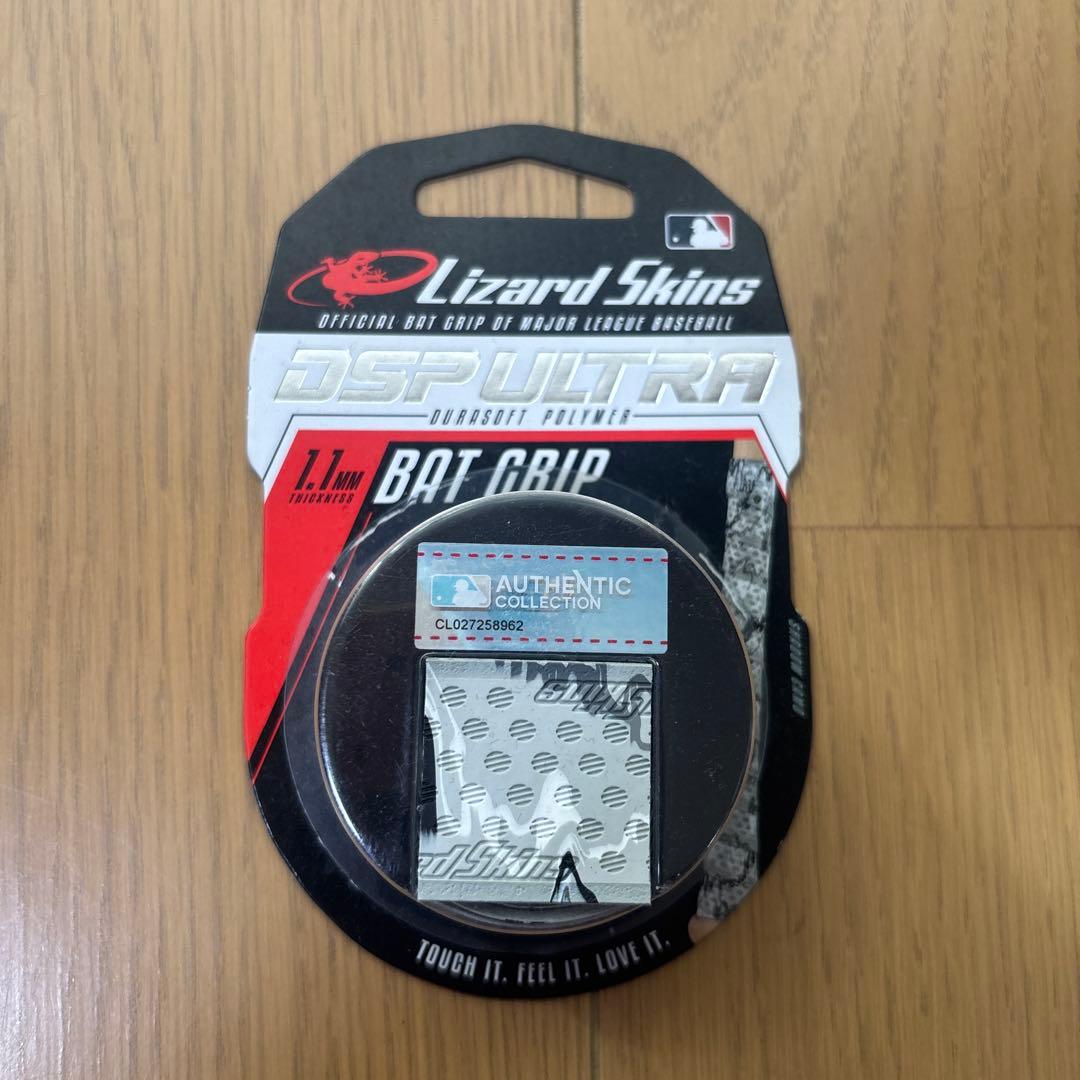 Lizard Skins
OFFICIAL BAT GRIP OF MAJOR LEAGUE BASEBALL
DSP ULTRA
DURASOFT POLYMER
1.1MM
THICKNESS
BAT GRIP
AUTHENTIC
COLLECTION
CL027258962
rdSkins
TOUCH IT. FEEL IT. LOVE IT.